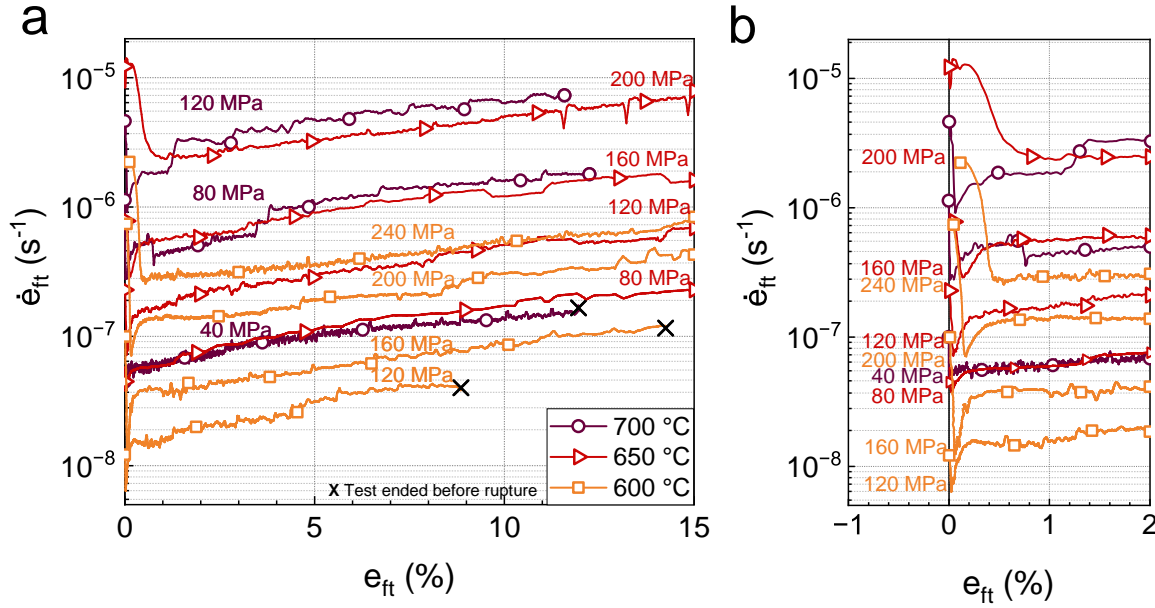 a
ė_ft (s⁻¹)
10⁻⁵
10⁻⁶
10⁻⁷
10⁻⁸
120 MPa
200 MPa
160 MPa
80 MPa
120 MPa
240 MPa
200 MPa
80 MPa
40 MPa
160 MPa
120 MPa
700 °C
650 °C
600 °C
X Test ended before rupture
0 5 10 15
e_ft (%)
b
ė_ft (s⁻¹)
10⁻⁵
10⁻⁶
10⁻⁷
10⁻⁸
200 MPa
160 MPa
240 MPa
120 MPa
200 MPa
40 MPa
80 MPa
160 MPa
120 MPa
−1 0 1 2
e_ft (%)